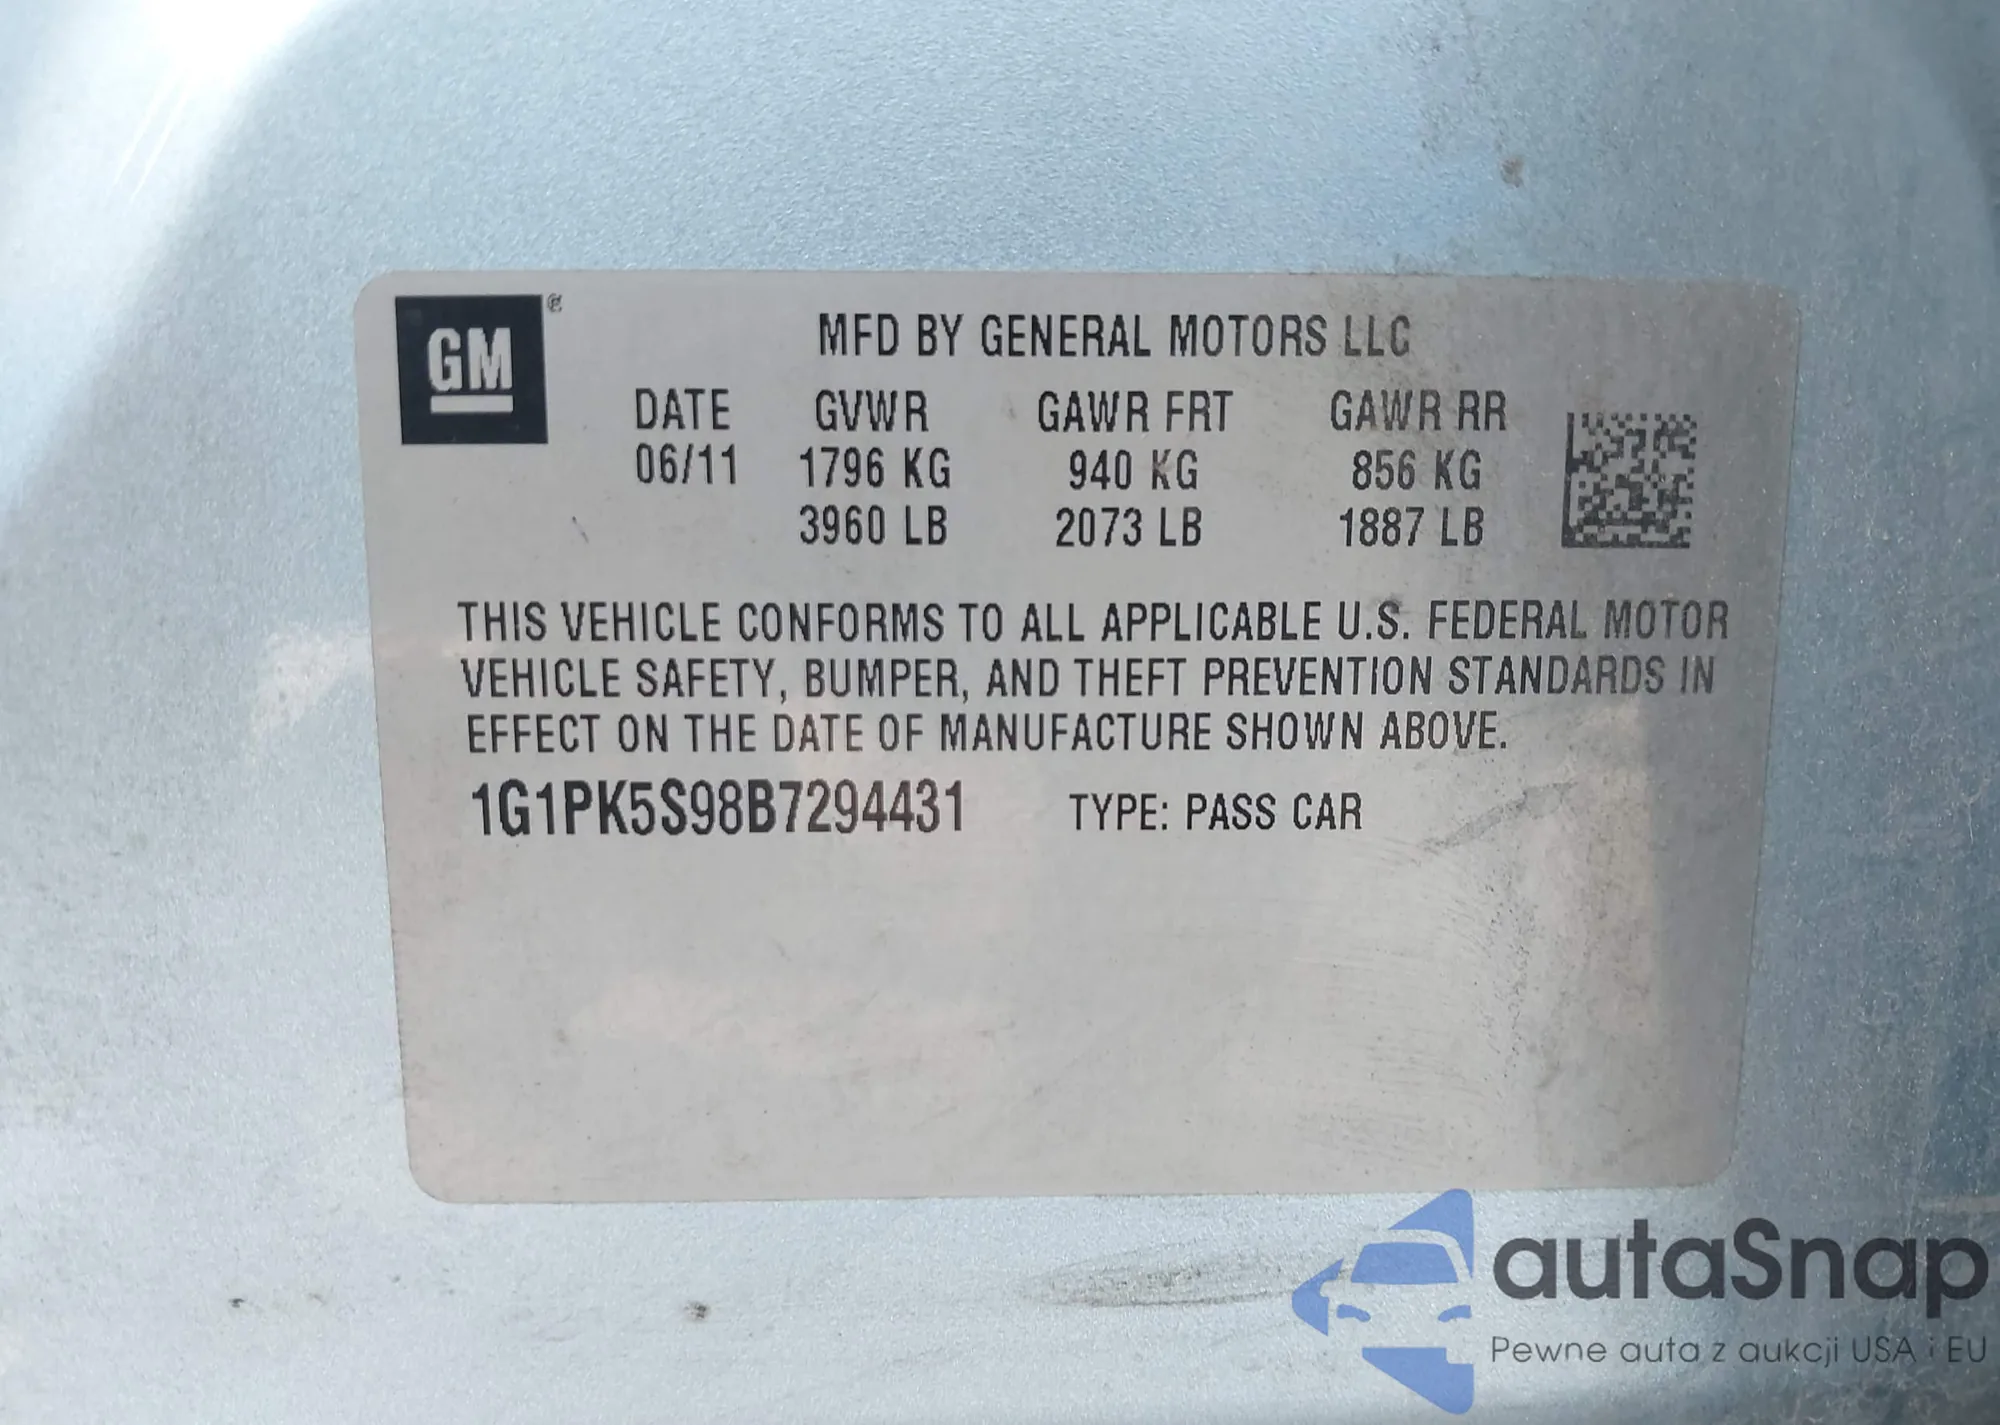 GM
MFD BY GENERAL MOTORS LLC
DATE GVWR GAWR FRT GAWR RR
06/11 1796 KG 940 KG 856 KG
3960 LB 2073 LB 1887 LB
THIS VEHICLE CONFORMS TO ALL APPLICABLE U.S. FEDERAL MOTOR
VEHICLE SAFETY, BUMPER, AND THEFT PREVENTION STANDARDS IN
EFFECT ON THE DATE OF MANUFACTURE SHOWN ABOVE.
1G1PK5S98B7294431 TYPE: PASS CAR
autaSnap
Pewne auta z aukcji USA i EU